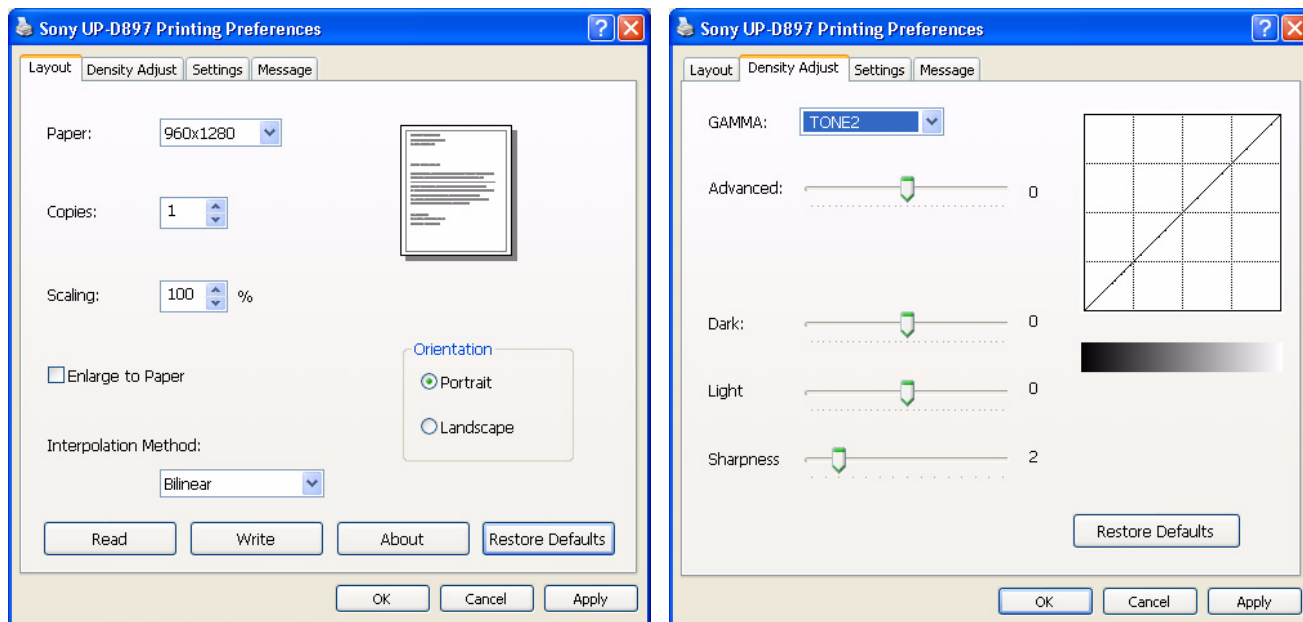 Sony UP-D897 Printing Preferences
Layout Density Adjust Settings Message
Paper: 960x1280
Copies: 1
Scaling: 100 %
Enlarge to Paper
Orientation
Portrait
Landscape
Interpolation Method:
Bilinear
Read Write About Restore Defaults
OK Cancel Apply
Sony UP-D897 Printing Preferences
Layout Density Adjust Settings Message
GAMMA: TONE2
Advanced: 0
Dark: 0
Light 0
Sharpness 2
Restore Defaults
OK Cancel Apply